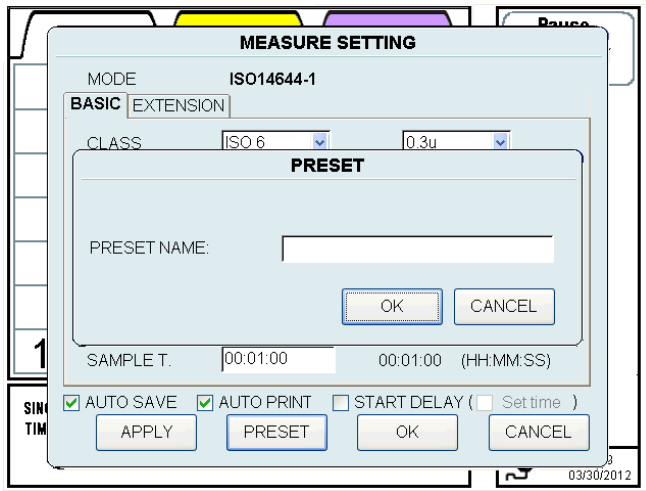 Pause
MEASURE SETTING
MODE ISO14644-1
BASIC EXTENSION
CLASS ISO 6 0.3u
PRESET
PRESET NAME:
OK CANCEL
1
SAMPLE T. 00:01:00 00:01:00 (HH:MM:SS)
AUTO SAVE AUTO PRINT START DELAY ( Set time )
SIN
TIM
APPLY PRESET OK CANCEL
03/30/2012